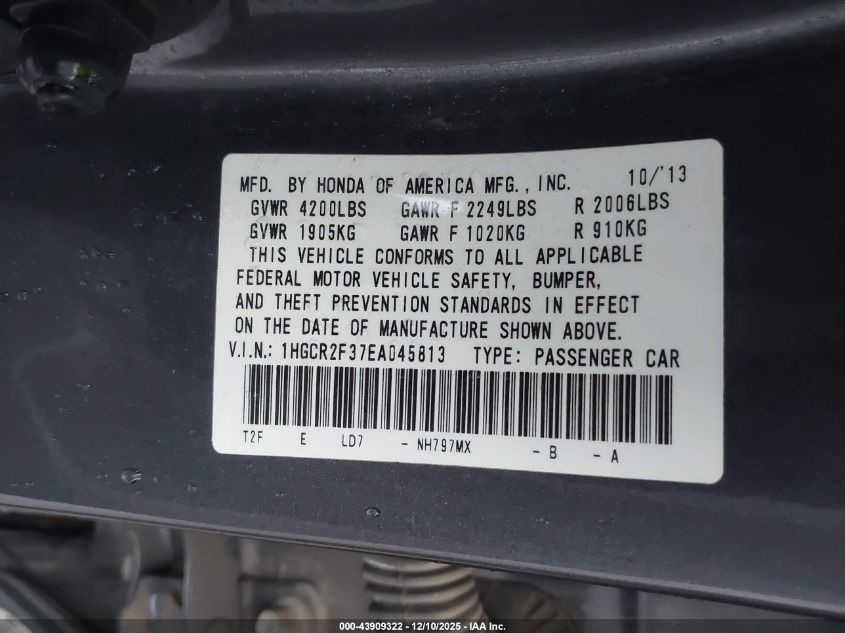 MFD. BY HONDA OF AMERICA MFG., INC. 10/'13
GVWR 4200LBS GAWR F 2249LBS R 2006LBS
GVWR 1905KG GAWR F 1020KG R 910KG
THIS VEHICLE CONFORMS TO ALL APPLICABLE
FEDERAL MOTOR VEHICLE SAFETY, BUMPER,
AND THEFT PREVENTION STANDARDS IN EFFECT
ON THE DATE OF MANUFACTURE SHOWN ABOVE.
V.I.N.: 1HGCR2F37EA045813 TYPE: PASSENGER CAR
T2F E LD7 - NH797MX - B - A
000-43909322 - 12/10/2025 - IAA Inc.